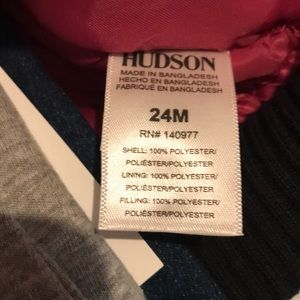 HUDSON
MADE IN BANGLADESH
HECHO EN BANGLADESH
FABRIQUÉ EN BANGLADESH
24M
RN# 140977
SHELL: 100% POLYESTER/
POLIÉSTER/POLYESTER
LINING: 100% POLYESTER/
POLIÉSTER/POLYESTER
FILLING: 100% POLYESTER/
POLIÉSTER/POLYESTER